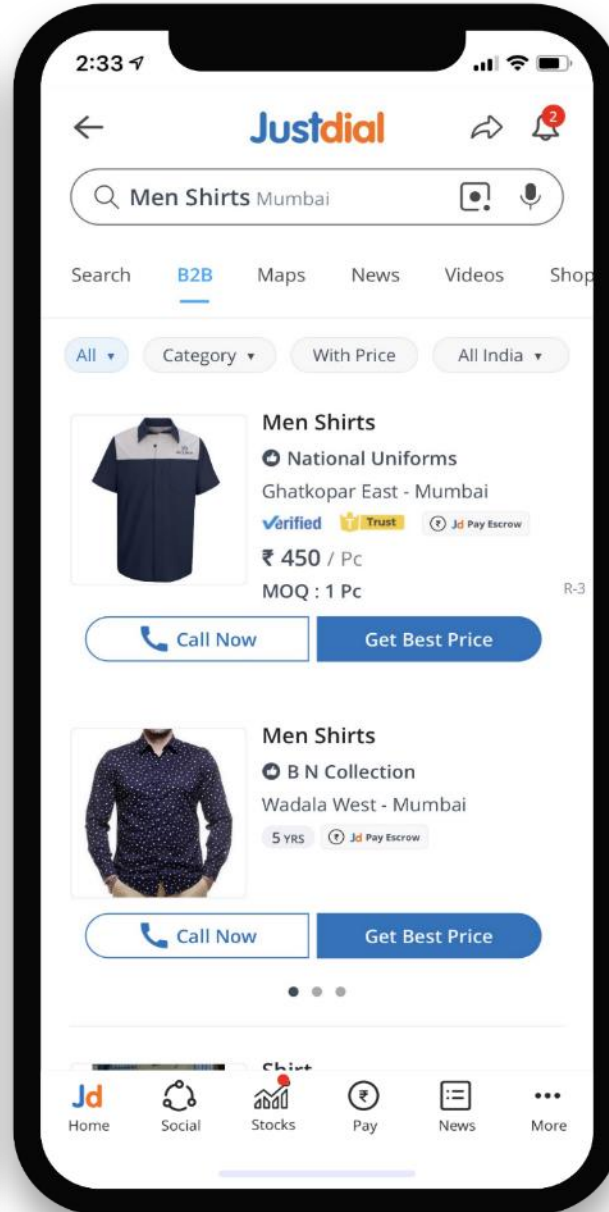 2:33
Justdial
2
Men Shirts Mumbai
Search B2B Maps News Videos Shop
All Category With Price All India
Men Shirts
National Uniforms
Ghatkopar East - Mumbai
Verified Trust Jd Pay Escrow
₹ 450 / Pc
MOQ : 1 Pc
R-3
Call Now Get Best Price
Men Shirts
B N Collection
Wadala West - Mumbai
5 YRS Jd Pay Escrow
Call Now Get Best Price
Shirt
Jd
Home Social Stocks Pay News More